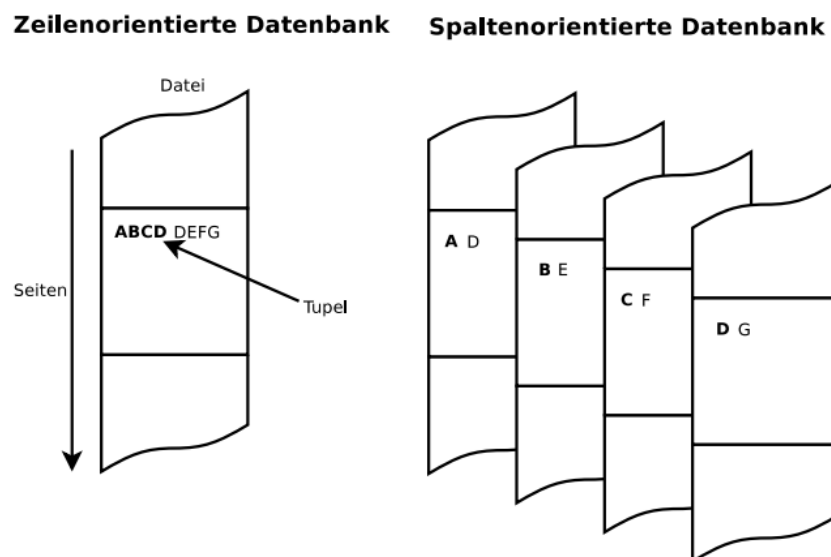 Zeilenorientierte Datenbank
Datei
ABCD DEFG
Seiten
Tupel
Spaltenorientierte Datenbank
A D
B E
C F
D G